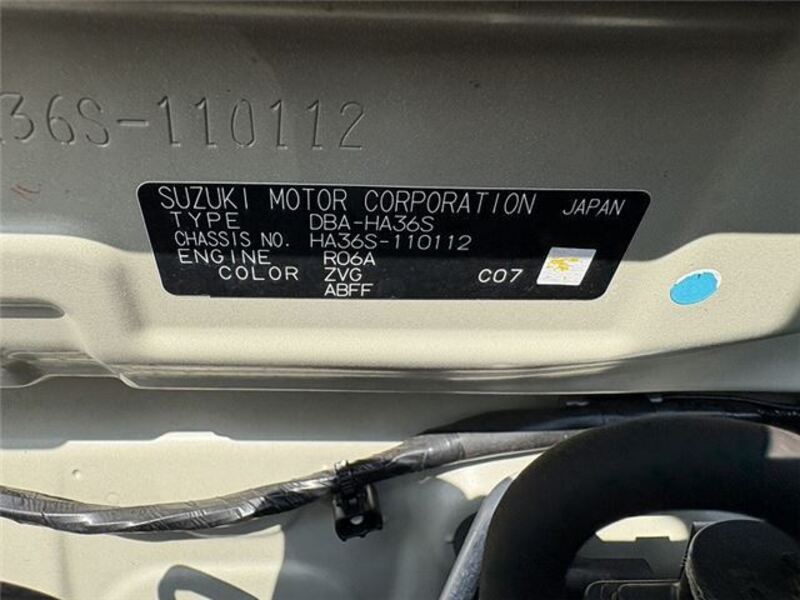 36S-110112
SUZUKI MOTOR CORPORATION JAPAN
TYPE DBA-HA36S
CHASSIS NO. HA36S-110112
ENGINE R06A
COLOR ZVG C07
ABFF